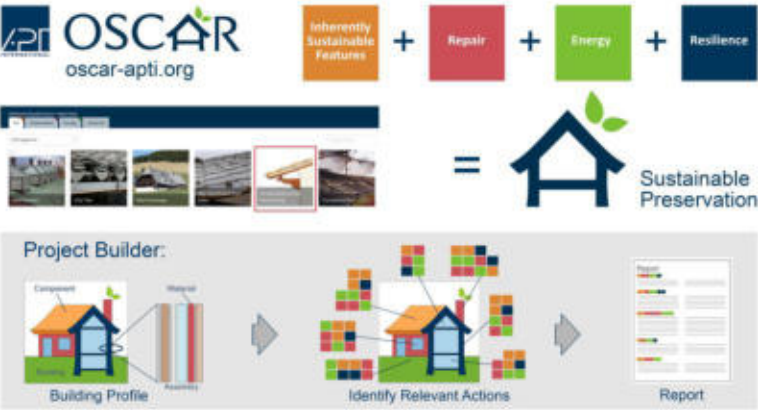 APT
INTERNATIONAL
OSCAR
oscar-apti.org
Inherently
Sustainable
Features
+
Repair
+
Energy
+
Resilience
=
Sustainable
Preservation
Project Builder:
Component
Material
Building
Assembly
Building Profile
Identify Relevant Actions
Report
Report